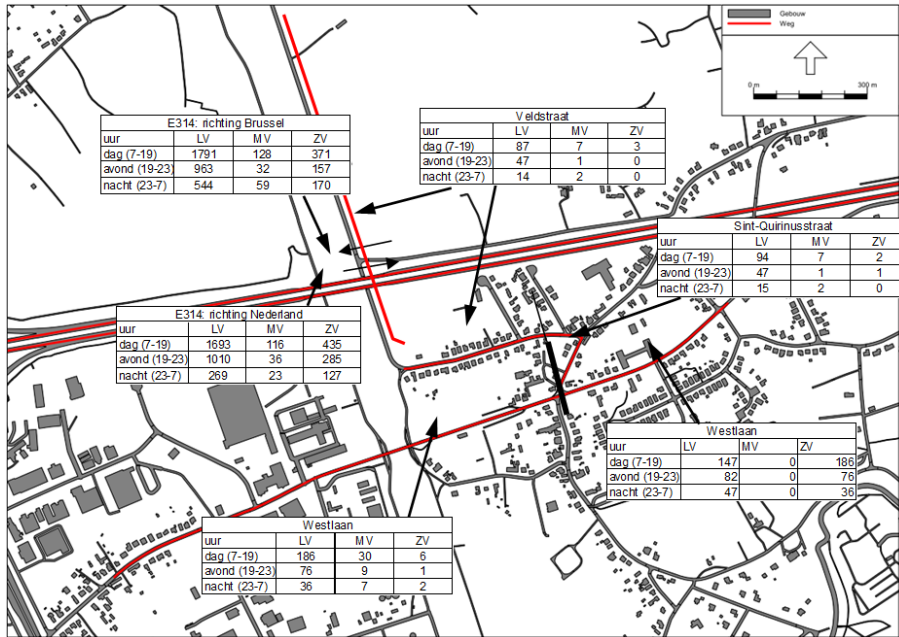 Gebouw
Weg
0 m 300 m
E314: richting Brussel
uur LV MV ZV
dag (7-19) 1791 128 371
avond (19-23) 963 32 157
nacht (23-7) 544 59 170
Veldstraat
uur LV MV ZV
dag (7-19) 87 7 3
avond (19-23) 47 1 0
nacht (23-7) 14 2 0
Sint-Quirinusstraat
uur LV MV ZV
dag (7-19) 94 7 2
avond (19-23) 47 1 1
nacht (23-7) 15 2 0
E314: richting Nederland
uur LV MV ZV
dag (7-19) 1693 116 435
avond (19-23) 1010 36 285
nacht (23-7) 269 23 127
Westlaan
uur LV MV ZV
dag (7-19) 147 0 186
avond (19-23) 82 0 76
nacht (23-7) 47 0 36
Westlaan
uur LV MV ZV
dag (7-19) 186 30 6
avond (19-23) 76 9 1
nacht (23-7) 36 7 2